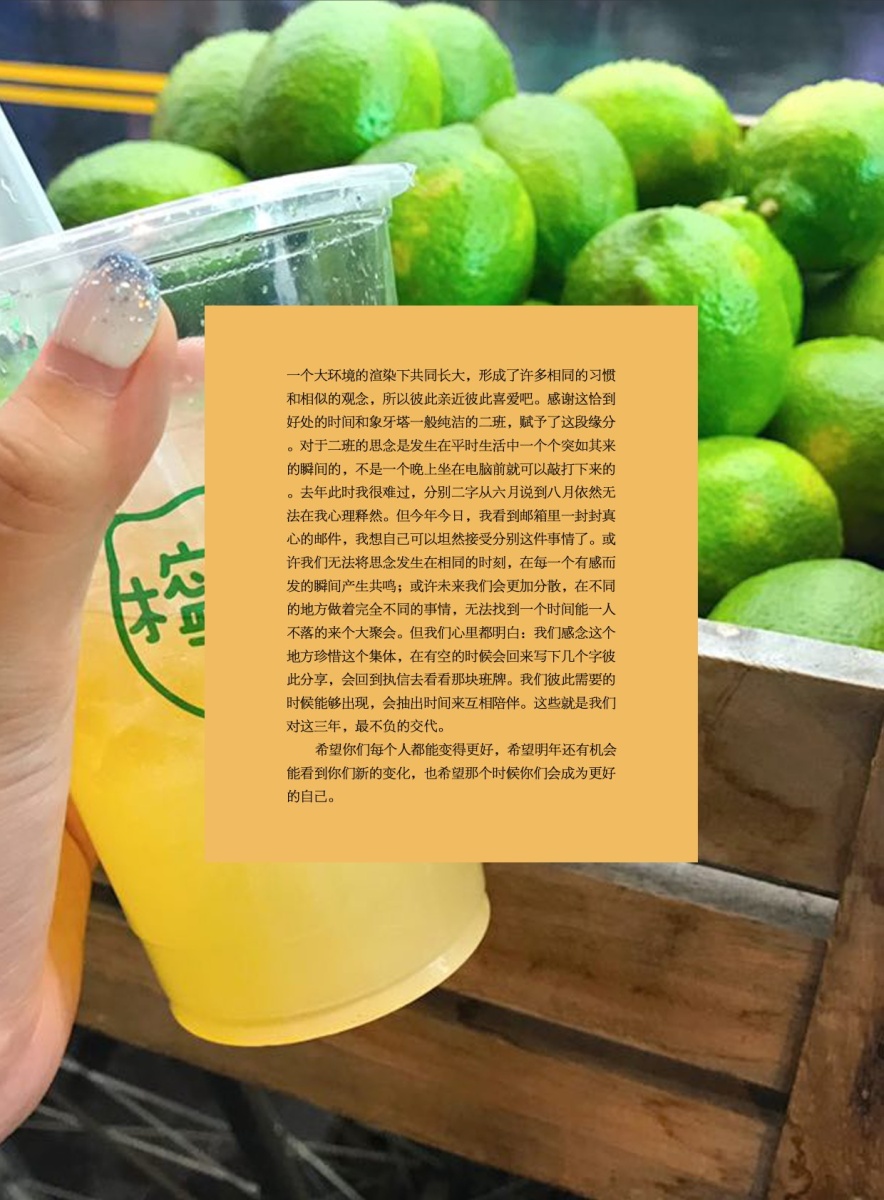 一个大环境的渲染下共同长大，形成了许多相同的习惯
和相似的观念，所以彼此亲近彼此喜爱吧。感谢这恰到
好处的时间和象牙塔一般纯洁的二班，赋予了这段缘分
。对于二班的思念是发生在平时生活中一个个突如其来
的瞬间的，不是一个晚上坐在电脑前就可以敲打下来的
。去年此时我很难过，分别二字从六月说到八月依然无
法在我心理释然。但今年今日，我看到邮箱里一封封真
心的邮件，我想自己可以坦然接受分别这件事情了。或
许我们无法将思念发生在相同的时刻，在每一个有感而
发的瞬间产生共鸣；或许未来我们会更加分散，在不同
的地方做着完全不同的事情，无法找到一个时间能一人
不落的来个大聚会。但我们心里都明白：我们感念这个
地方珍惜这个集体，在有空的时候会回来写下几个字彼
此分享，会回到执信去看看那块班牌。我们彼此需要的
时候能够出现，会抽出时间来互相陪伴。这些就是我们
对这三年，最不负的交代。
希望你们每个人都能变得更好，希望明年还有机会
能看到你们新的变化，也希望那个时候你们会成为更好
的自己。